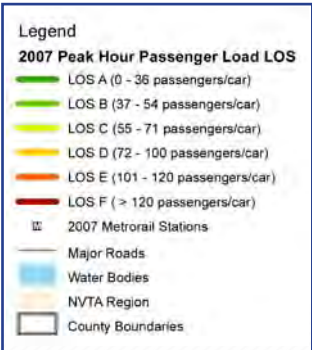 Legend
2007 Peak Hour Passenger Load LOS
LOS A (0 - 36 passengers/car)
LOS B (37 - 54 passengers/car)
LOS C (55 - 71 passengers/car)
LOS D (72 - 100 passengers/car)
LOS E (101 - 120 passengers/car)
LOS F ( > 120 passengers/car)
2007 Metrorail Stations
Major Roads
Water Bodies
NVTA Region
County Boundaries